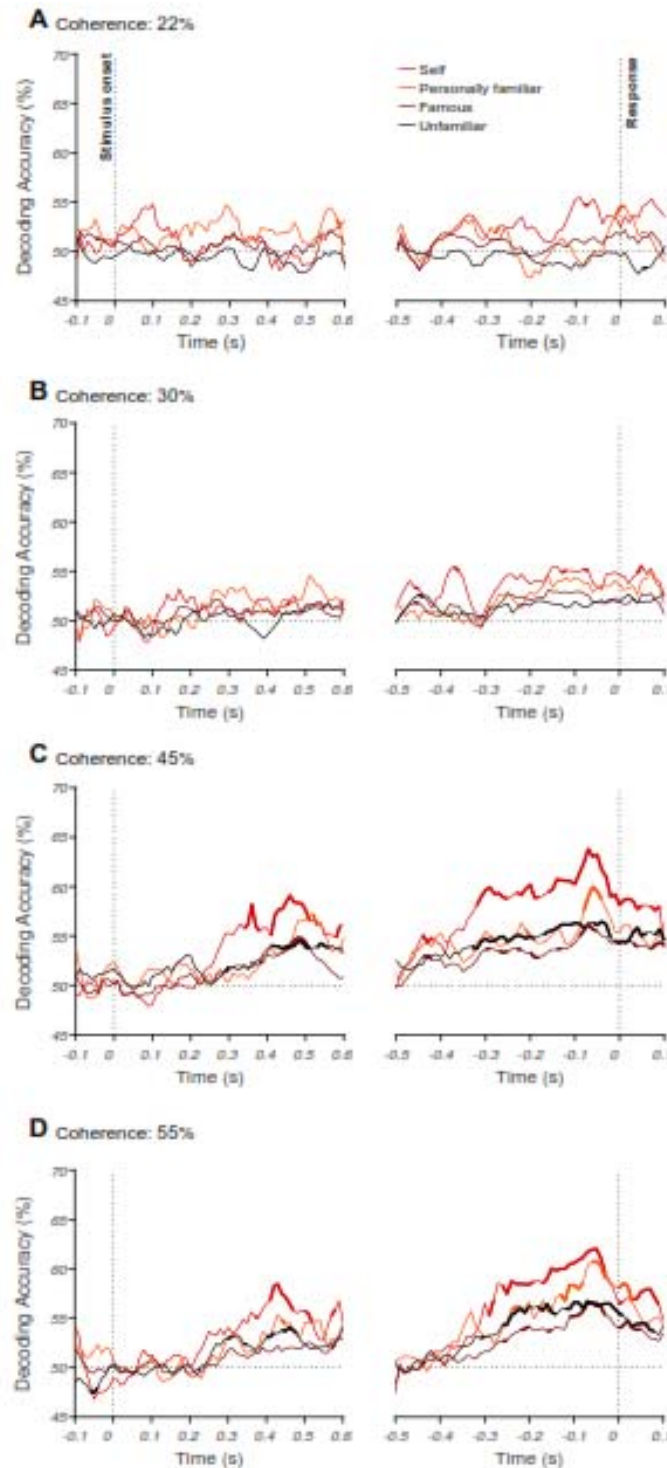 A Coherence: 22%
Decoding Accuracy (%)
70
65
60
55
50
45
Stimulus onset
-0.1 0 0.1 0.2 0.3 0.4 0.5 0.6
Time (s)
Self
Personally familiar
Famous
Unfamiliar
Response
-0.5 -0.4 -0.3 -0.2 -0.1 0 0.1
Time (s)
B Coherence: 30%
Decoding Accuracy (%)
70
65
60
55
50
45
-0.1 0 0.1 0.2 0.3 0.4 0.5 0.6
Time (s)
-0.5 -0.4 -0.3 -0.2 -0.1 0 0.1
Time (s)
C Coherence: 45%
Decoding Accuracy (%)
70
65
60
55
50
45
-0.1 0 0.1 0.2 0.3 0.4 0.5 0.6
Time (s)
-0.5 -0.4 -0.3 -0.2 -0.1 0 0.1
Time (s)
D Coherence: 55%
Decoding Accuracy (%)
70
65
60
55
50
45
-0.1 0 0.1 0.2 0.3 0.4 0.5 0.6
Time (s)
-0.5 -0.4 -0.3 -0.2 -0.1 0 0.1
Time (s)